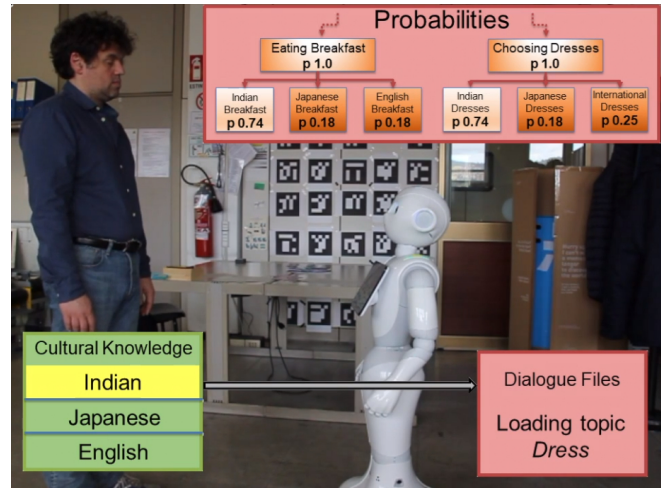 Probabilities
Eating Breakfast
p 1.0
Choosing Dresses
p 1.0
Indian
Breakfast
p 0.74
Japanese
Breakfast
p 0.18
English
Breakfast
p 0.18
Indian
Dresses
p 0.74
Japanese
Dresses
p 0.18
International
Dresses
p 0.25
Cultural Knowledge
Indian
Japanese
English
Dialogue Files
Loading topic
Dress